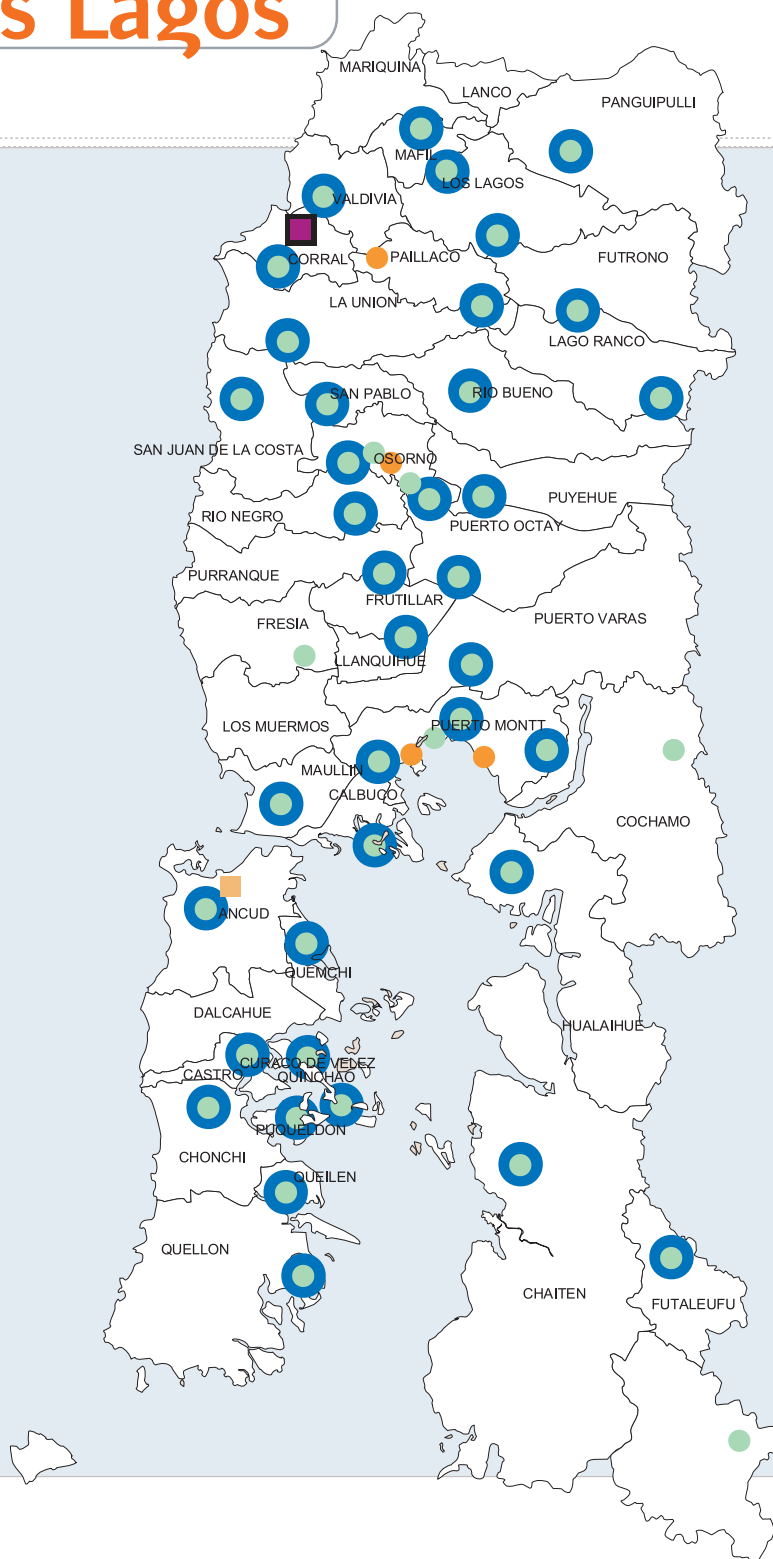 s Lagos
MARIQUINA
LANCO
PANGUIPULLI
MAFIL
LOS LAGOS
VALDIVIA
CORRAL
PAILLACO
FUTRONO
LA UNION
LAGO RANCO
SAN PABLO
RIO BUENO
SAN JUAN DE LA COSTA
OSORNO
PUYEHUE
RIO NEGRO
PUERTO OCTAY
PURRANQUE
FRUTILLAR
FRESIA
PUERTO VARAS
LLANQUIHUE
LOS MUERMOS
PUERTO MONTT
MAULLIN
CALBUCO
COCHAMO
ANCUD
QUEMCHI
DALCAHUE
HUALAIHUE
CURACO DE VELEZ
CASTRO
QUINCHAO
PUQUELDON
CHONCHI
QUEILEN
QUELLON
CHAITEN
FUTALEUFU